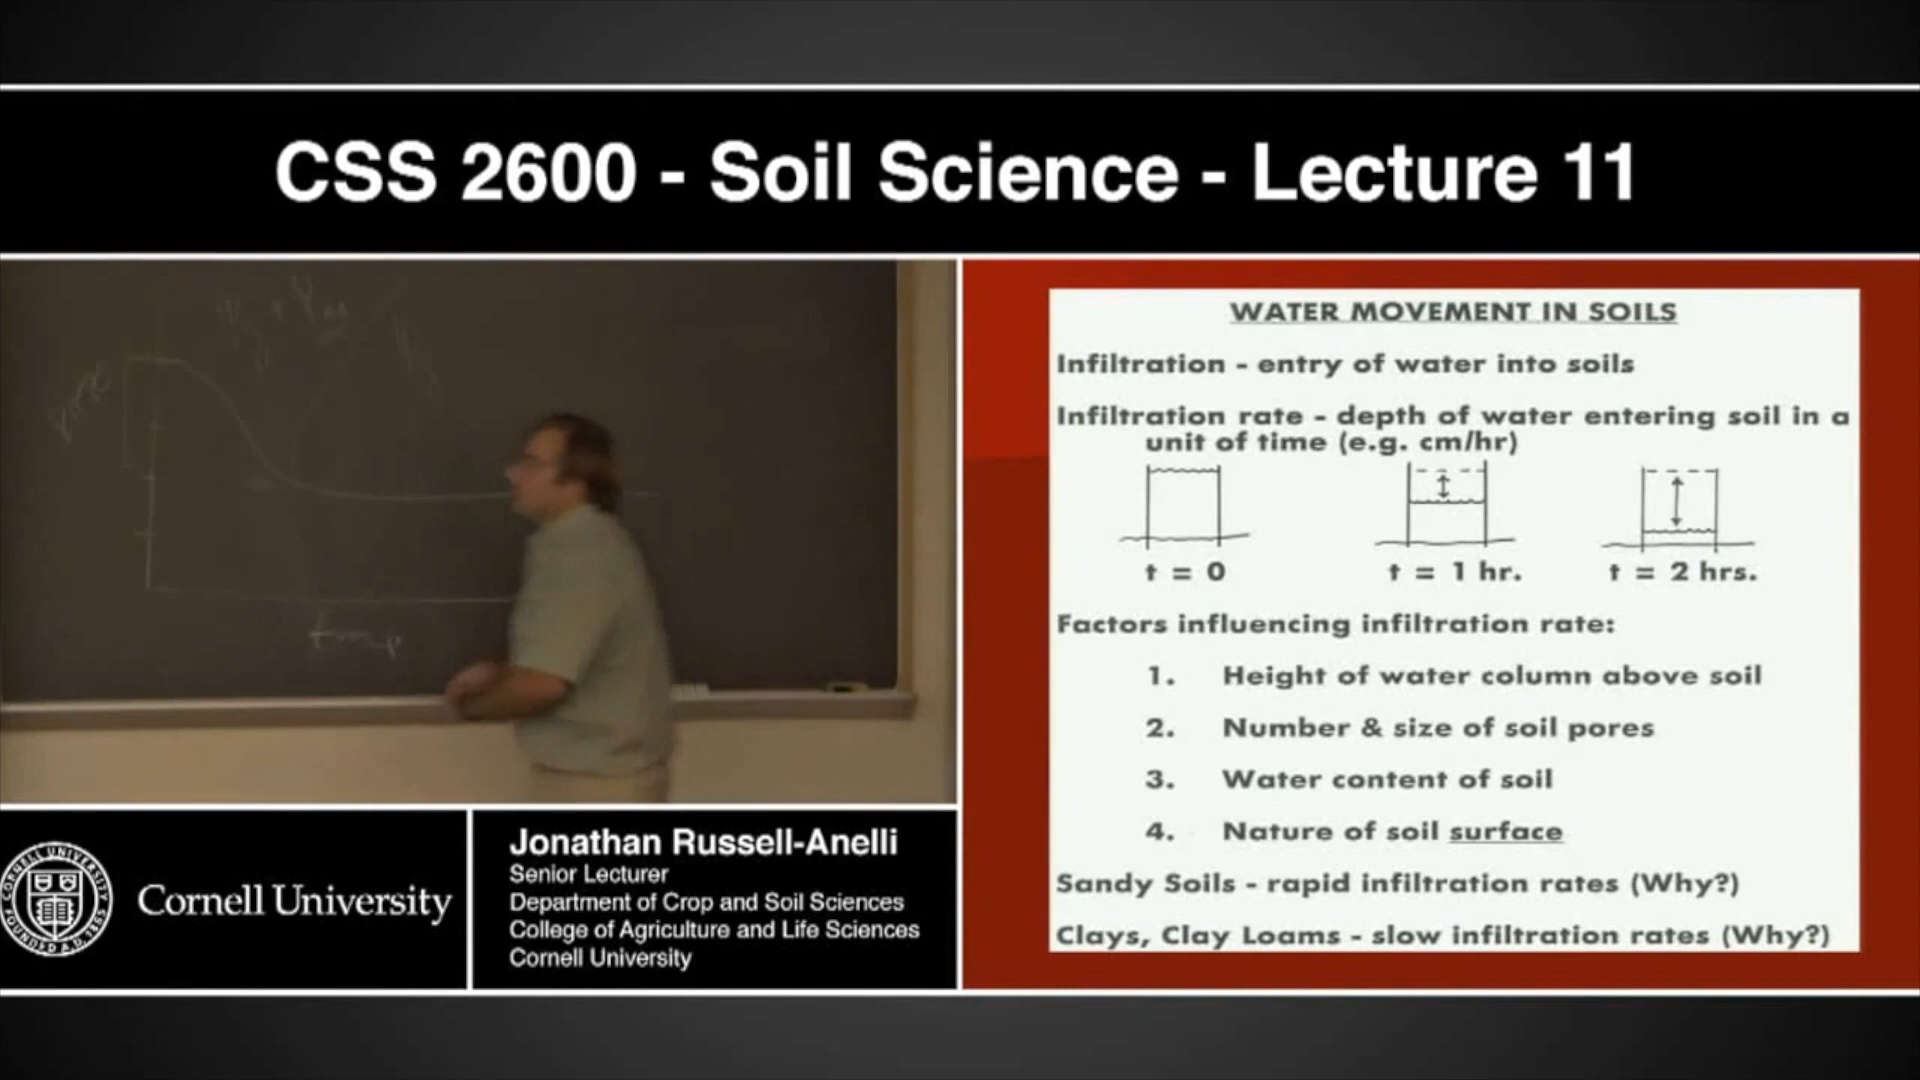 CSS 2600 - Soil Science - Lecture 11
time
WATER MOVEMENT IN SOILS
Infiltration - entry of water into soils
Infiltration rate - depth of water entering soil in a
unit of time (e.g. cm/hr)
t = 0
t = 1 hr.
t = 2 hrs.
Factors influencing infiltration rate:
1. Height of water column above soil
2. Number & size of soil pores
3. Water content of soil
4. Nature of soil surface
Sandy Soils - rapid infiltration rates (Why?)
Clays, Clay Loams - slow infiltration rates (Why?)
CORNELL UNIVERSITY
FOUNDED A.D. 1865
Cornell University
Jonathan Russell-Anelli
Senior Lecturer
Department of Crop and Soil Sciences
College of Agriculture and Life Sciences
Cornell University